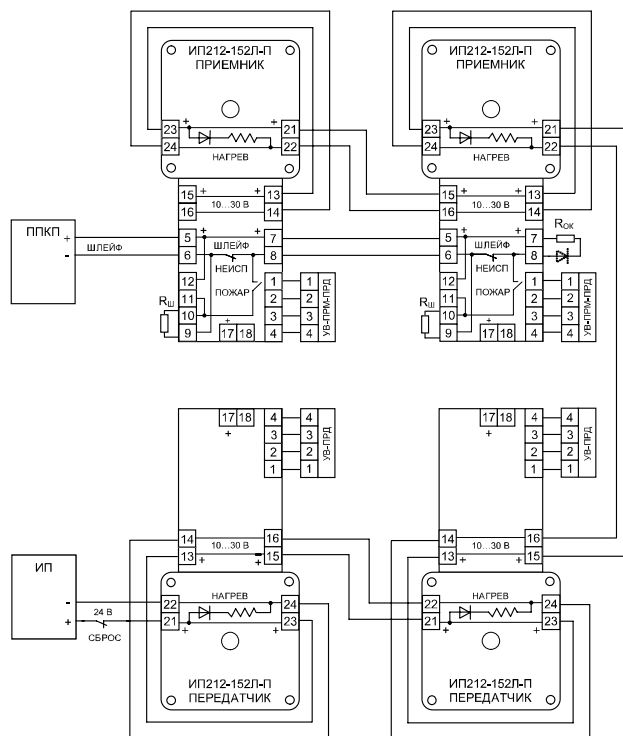 ИП212-152Л-П
ПРИЕМНИК
23
24
+
+
21
22
НАГРЕВ
15
16
+
+
10...30 В
13
14
ППКП
+
-
ШЛЕЙФ
5
6
+
ШЛЕЙФ
НЕИСП
7
8
12
11
10
9
ПОЖАР
RШ
+
17 18
1 1
2 2
3 3
4 4
УВ-ПРМ-ПРД
ИП212-152Л-П
ПРИЕМНИК
23
24
+
+
21
22
НАГРЕВ
15
16
+
+
10...30 В
13
14
5
6
+
ШЛЕЙФ
НЕИСП
7
8
RОК
12
11
10
9
ПОЖАР
RШ
+
17 18
1 1
2 2
3 3
4 4
УВ-ПРМ-ПРД
17 18
+
4 4
3 3
2 2
1 1
УВ-ПРД
14
13
10...30 В
+
-
+
16
15
ИП
-
+
24 В
СБРОС
22
21
НАГРЕВ
+
+
24
23
ИП212-152Л-П
ПЕРЕДАТЧИК
17 18
+
4 4
3 3
2 2
1 1
УВ-ПРД
14
13
10...30 В
+
+
16
15
22
21
НАГРЕВ
+
+
24
23
ИП212-152Л-П
ПЕРЕДАТЧИК